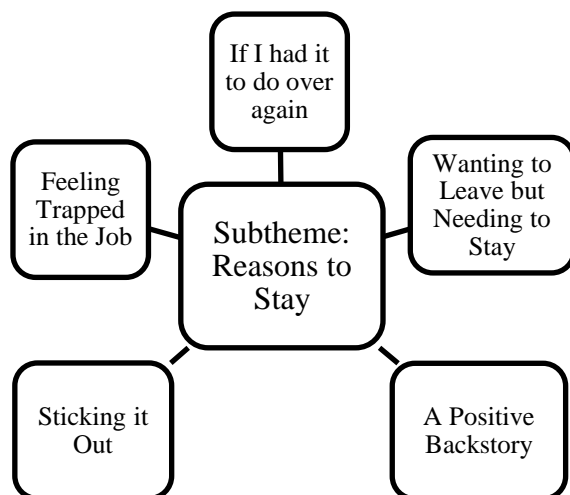 If I had it
to do over
again
Feeling
Trapped
in the Job
Wanting to
Leave but
Needing to
Stay
Subtheme:
Reasons to
Stay
Sticking it
Out
A Positive
Backstory